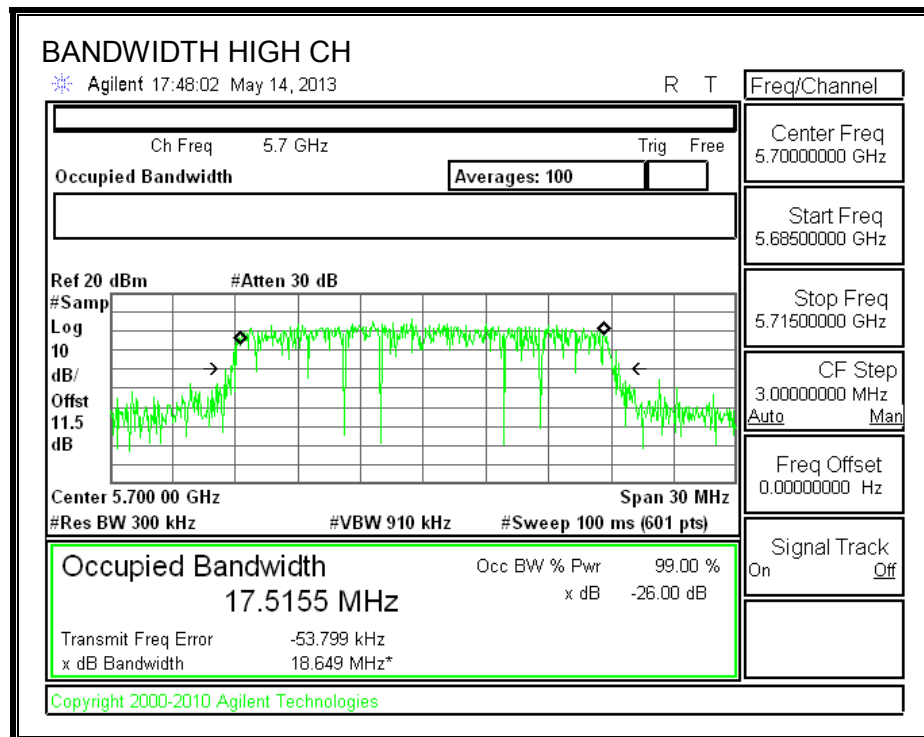 BANDWIDTH HIGH CH
Agilent 17:48:02 May 14, 2013 R T
Freq/Channel
Ch Freq 5.7 GHz Trig Free
Occupied Bandwidth Averages: 100
Center Freq
5.70000000 GHz
Start Freq
5.68500000 GHz
Stop Freq
5.71500000 GHz
CF Step
3.00000000 MHz
Auto Man
Freq Offset
0.00000000 Hz
Signal Track
On Off
Ref 20 dBm #Atten 30 dB
#Samp
Log
10
dB/
Offst
11.5
dB
Center 5.700 00 GHz Span 30 MHz
#Res BW 300 kHz #VBW 910 kHz #Sweep 100 ms (601 pts)
Occupied Bandwidth Occ BW % Pwr 99.00 %
17.5155 MHz x dB -26.00 dB
Transmit Freq Error -53.799 kHz
x dB Bandwidth 18.649 MHz*
Copyright 2000-2010 Agilent Technologies